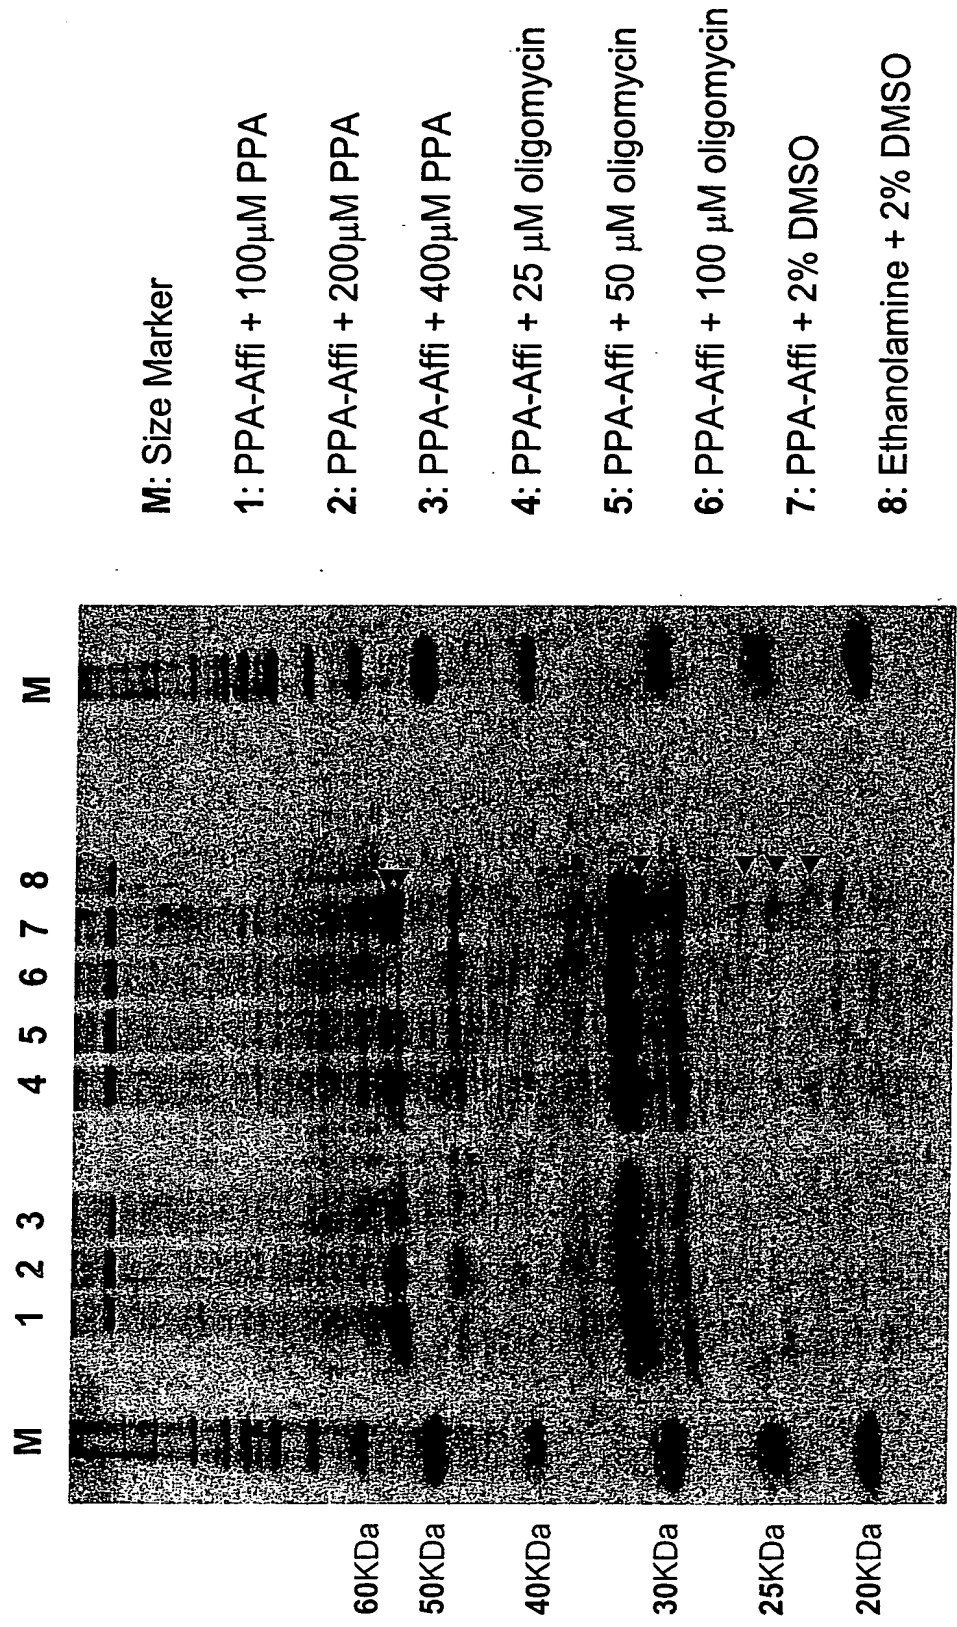 M 1 2 3 4 5 6 7 8 M
60KDa
50KDa
40KDa
30KDa
25KDa
20KDa
M: Size Marker
1: PPA-Affi + 100μM PPA
2: PPA-Affi + 200μM PPA
3: PPA-Affi + 400μM PPA
4: PPA-Affi + 25 μM oligomycin
5: PPA-Affi + 50 μM oligomycin
6: PPA-Affi + 100 μM oligomycin
7: PPA-Affi + 2% DMSO
8: Ethanolamine + 2% DMSO